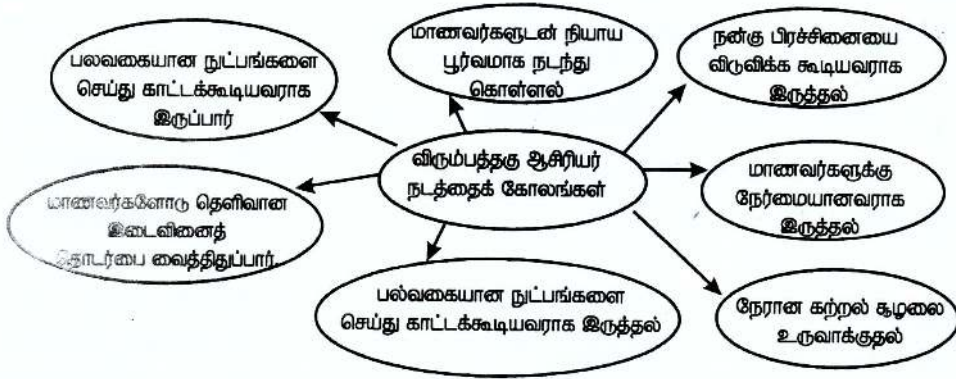 பலவகையான நுட்பங்களை
செய்து காட்டக்கூடியவராக
இருப்பார்
மாணவர்களுடன் நியாய
பூர்வமாக நடந்து
கொள்ளல்
நன்கு பிரச்சினையை
விடுவிக்க கூடியவராக
இருத்தல்
விரும்பத்தகு ஆசிரியர்
நடத்தைக் கோலங்கள்
மாணவர்களோடு தெளிவான
இடைவினைத்
தொடர்பை வைத்திதுப்பார்.
மாணவர்களுக்கு
நேர்மையானவராக
இருத்தல்
பல்வகையான நுட்பங்களை
செய்து காட்டக்கூடியவராக இருத்தல்
நேரான கற்றல் சூழலை
உருவாக்குதல்